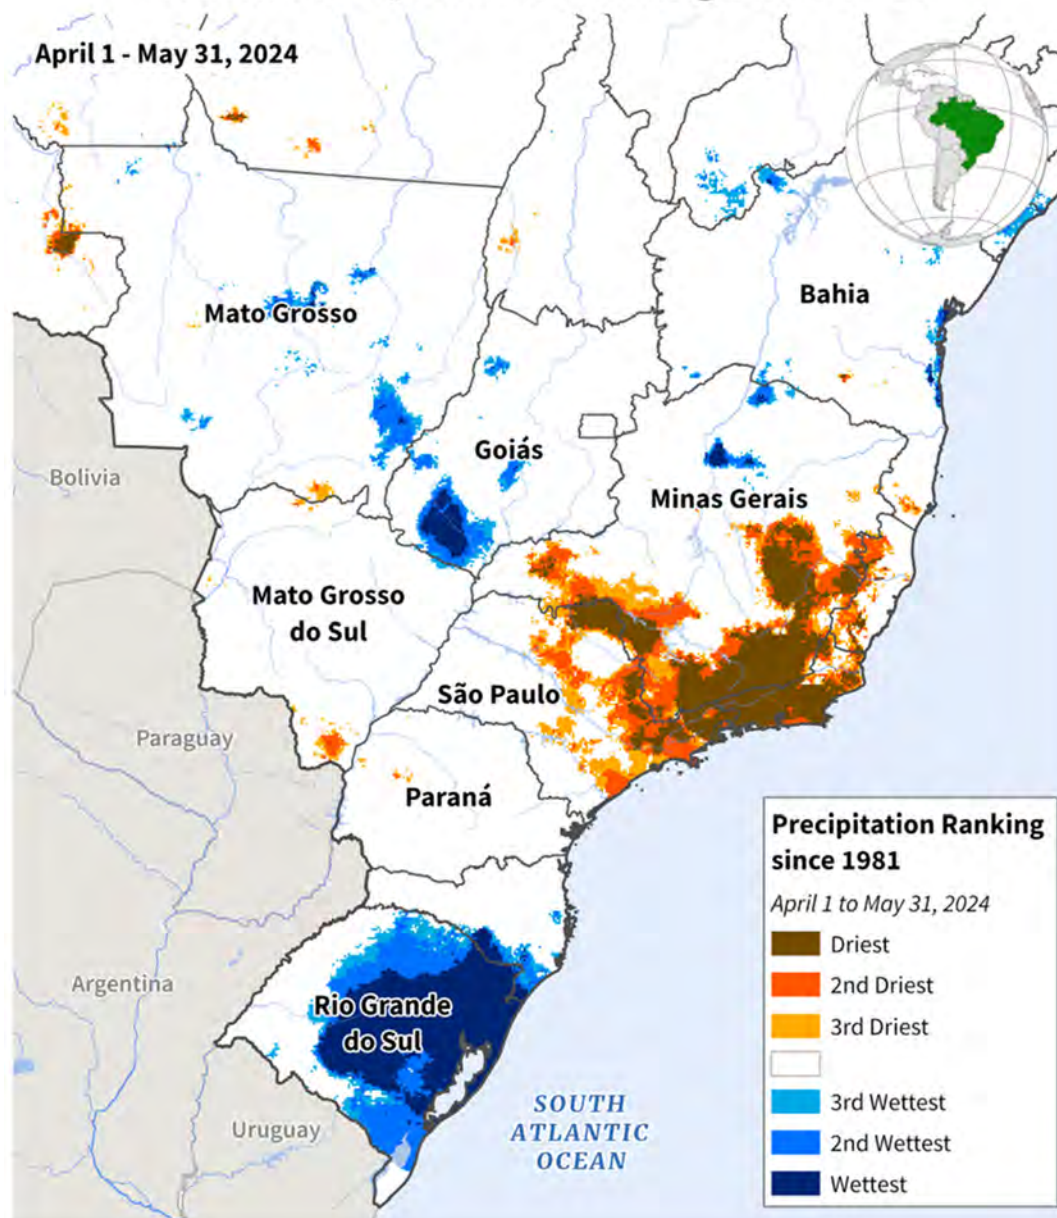 April 1 - May 31, 2024
Mato Grosso
Bahia
Goiás
Bolivia
Minas Gerais
Mato Grosso
do Sul
São Paulo
Paraguay
Paraná
Precipitation Ranking
since 1981
April 1 to May 31, 2024
Driest
2nd Driest
3rd Driest
3rd Wettest
2nd Wettest
Wettest
Argentina
Rio Grande
do Sul
Uruguay
SOUTH
ATLANTIC
OCEAN